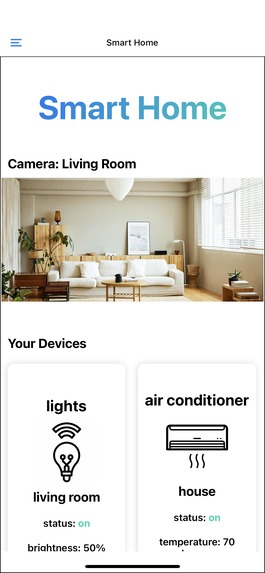 Smart Home
Smart Home
Camera: Living Room
Your Devices
lights
living room
status: on
brightness: 50%
air conditioner
house
status: on
temperature: 70